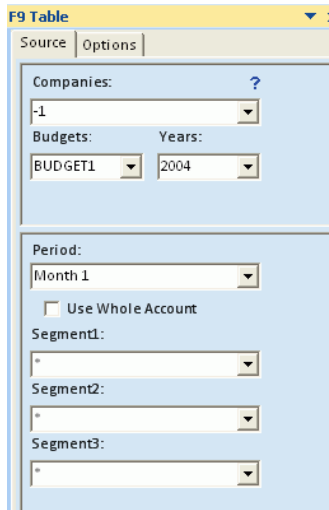 F9 Table
Source Options
Companies: ?
-1
Budgets: Years:
BUDGET1 2004
Period:
Month 1
Use Whole Account
Segment1:
*
Segment2:
*
Segment3:
*